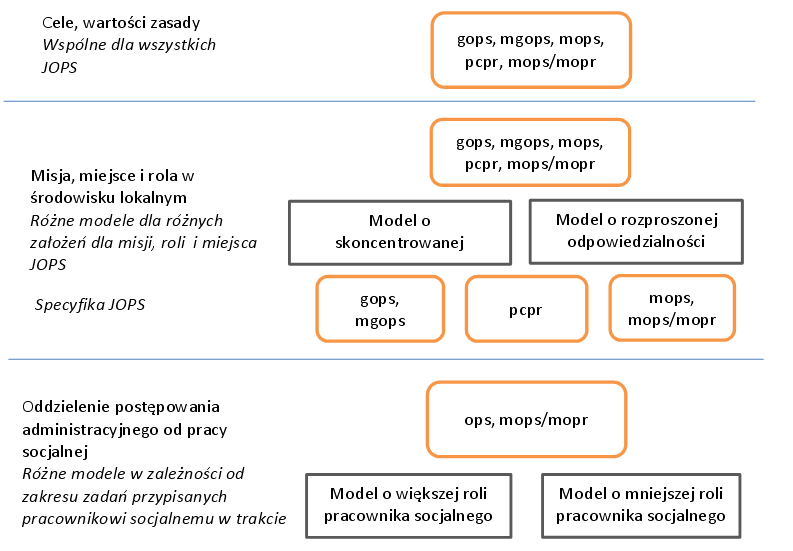 Cele, wartości zasady
Wspólne dla wszystkich
JOPS
gops, mgops, mops,
pcpr, mops/mopr
gops, mgops, mops,
pcpr, mops/mopr
Misja, miejsce i rola w
środowisku lokalnym
Różne modele dla różnych
założeń dla misji, roli i miejsca
JOPS
Model o
skoncentrowanej
Model o rozproszonej
odpowiedzialności
Specyfika JOPS
gops,
mgops
pcpr
mops,
mops/mopr
Oddzielenie postępowania
administracyjnego od pracy
socjalnej
Różne modele w zależności od
zakresu zadań przypisanych
pracownikowi socjalnemu w trakcie
ops, mops/mopr
Model o większej roli
pracownika socjalnego
Model o mniejszej roli
pracownika socjalnego